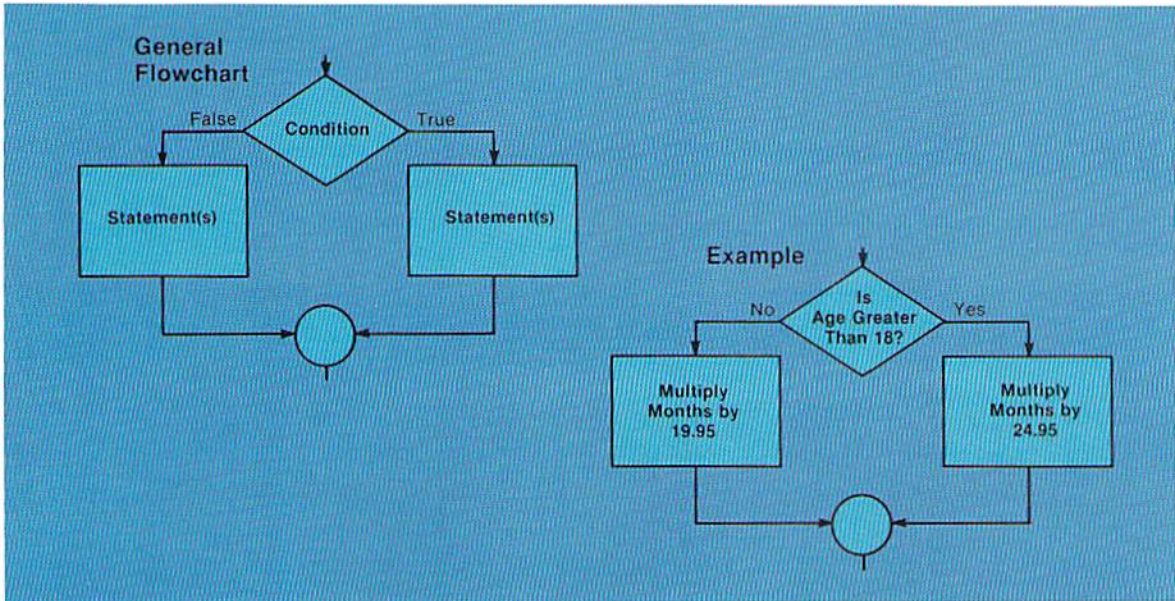 General
Flowchart
False
Condition
True
Statement(s)
Statement(s)
Example
No
Is
Age Greater
Than 18?
Yes
Multiply
Months by
19.95
Multiply
Months by
24.95